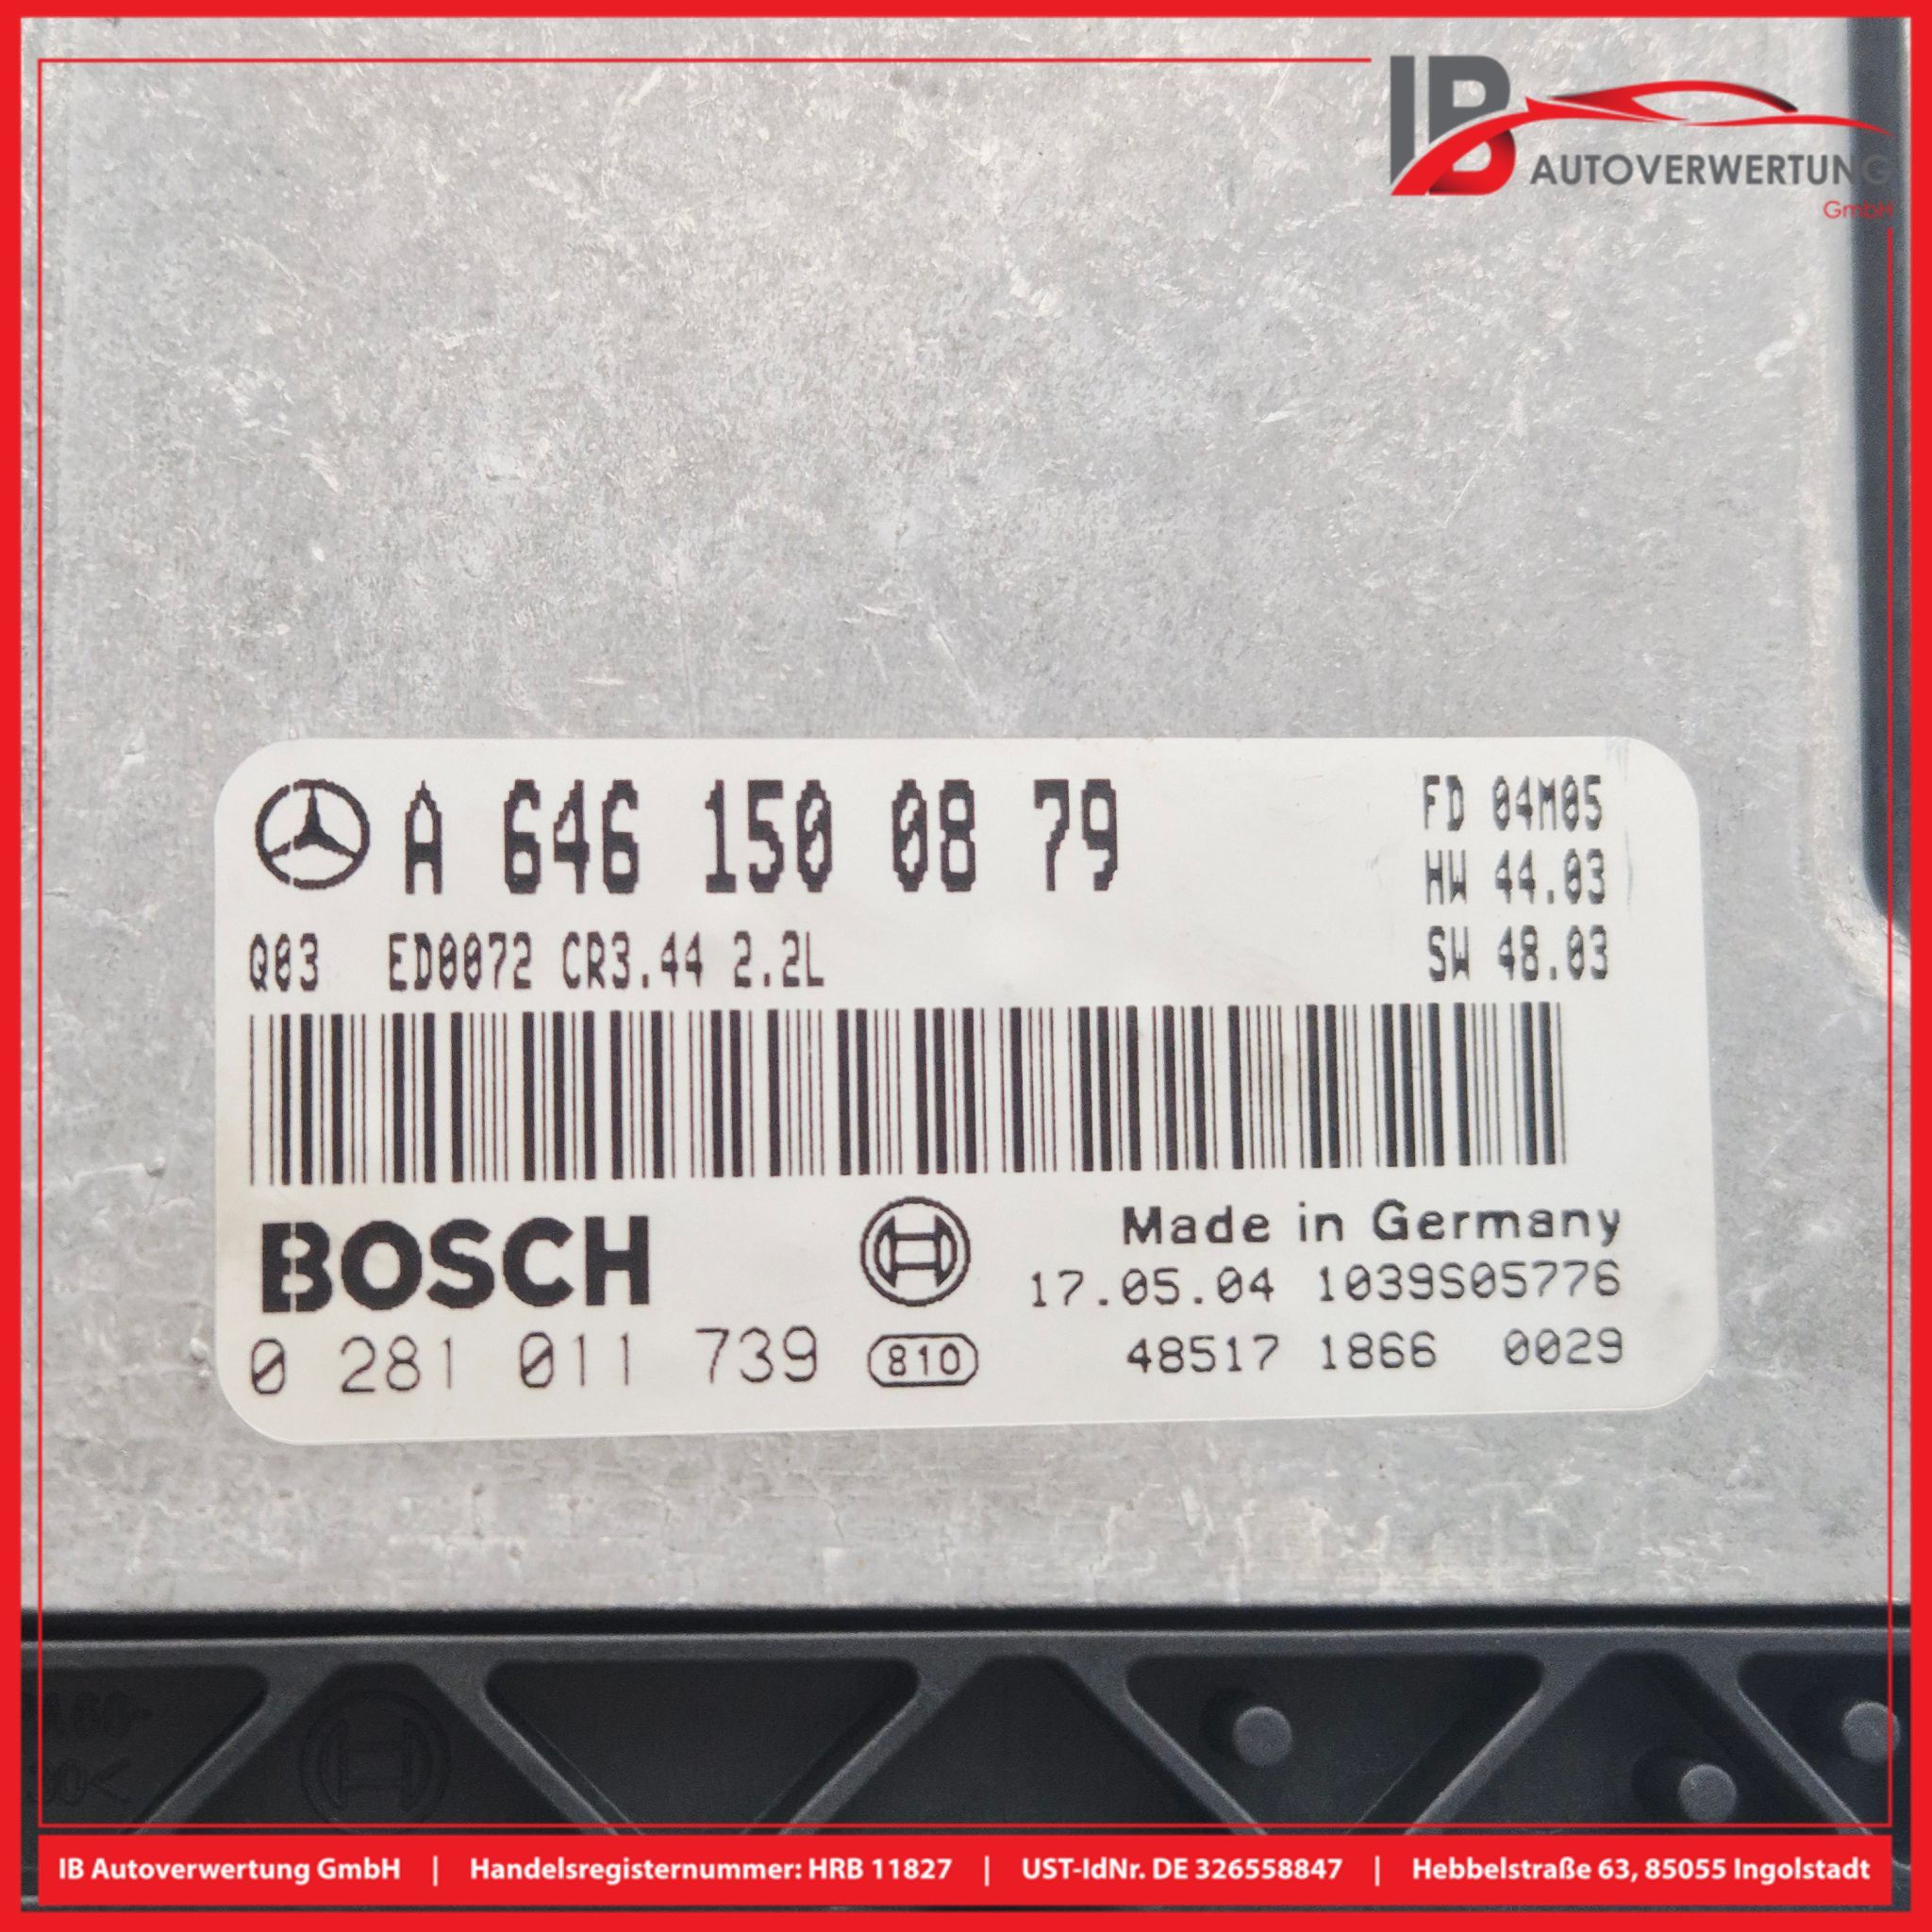 IB
AUTOVERWERTUNG
GmbH
A 646 150 08 79
FD 04M05
HW 44.03
Q03 ED0072 CR3.44 2.2L
SW 48.03
BOSCH
Made in Germany
17.05.04 1039S05776
0 281 011 739
810
48517 1866 0029
IB Autoverwertung GmbH | Handelsregisternummer: HRB 11827 | UST-IdNr. DE 326558847 | Hebbelstraße 63, 85055 Ingolstadt